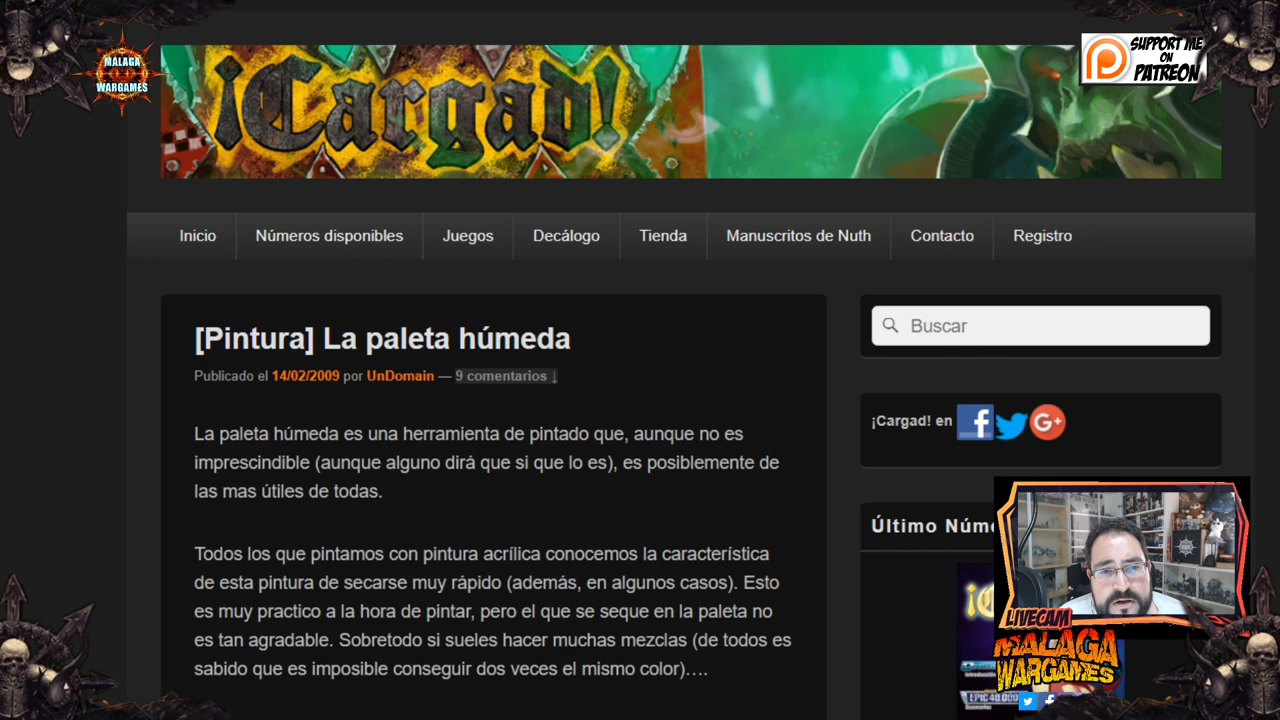 MALAGA
WARGAMES
¡Cargad!
SUPPORT ME
ON
PATREON
Inicio
Números disponibles
Juegos
Decálogo
Tienda
Manuscritos de Nuth
Contacto
Registro
[Pintura] La paleta húmeda
Publicado el 14/02/2009 por UnDomain — 9 comentarios ↓
La paleta húmeda es una herramienta de pintado que, aunque no es
imprescindible (aunque alguno dirá que si que lo es), es posiblemente de
las mas útiles de todas.
Todos los que pintamos con pintura acrílica conocemos la característica
de esta pintura de secarse muy rápido (además, en algunos casos). Esto
es muy practico a la hora de pintar, pero el que se seque en la paleta no
es tan agradable. Sobretodo si sueles hacer muchas mezclas (de todos es
sabido que es imposible conseguir dos veces el mismo color)….
Buscar
¡Cargad! en
Último Núme
LIVECAM
MALAGA
WARGAMES
EPIC 40.000